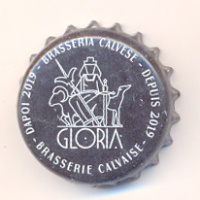 DAPOI 2019 - BRASSERIA CALVESE - DEPUIS 2019
GLORIA
- BRASSERIE CALVAISE -